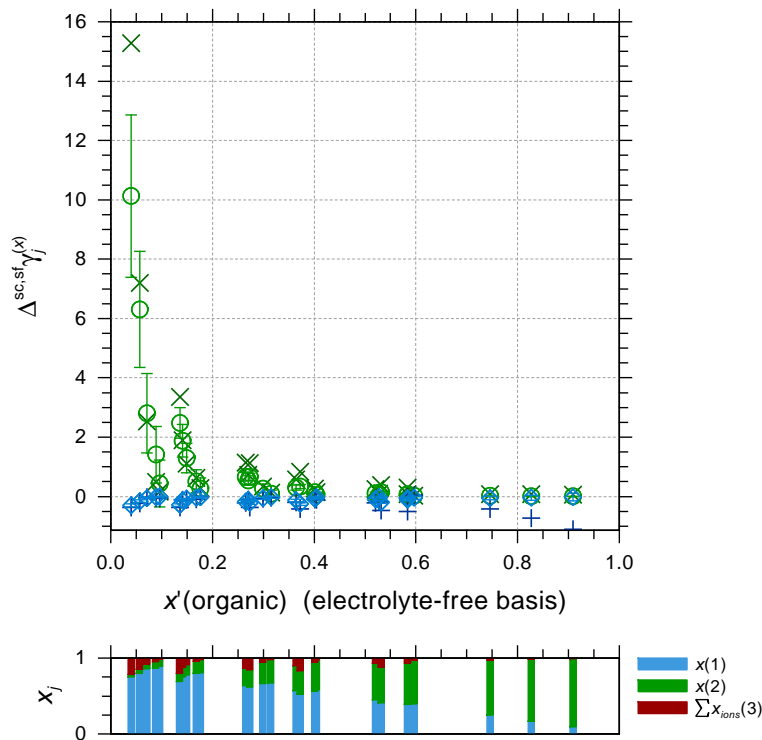 16
14
12
10
8
6
4
2
0
Δ^sc,sf γ_j^(x)
0.0 0.2 0.4 0.6 0.8 1.0
x'(organic) (electrolyte-free basis)
1
0
x_j
x(1)
x(2)
∑x_ions(3)